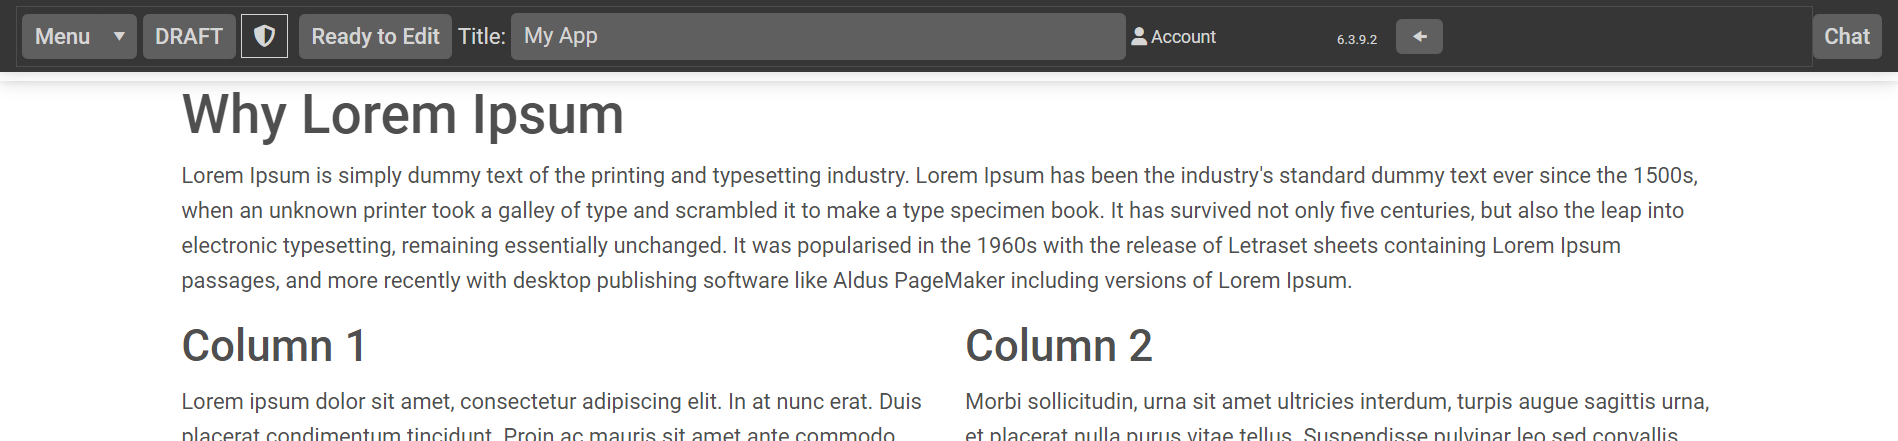 Menu DRAFT Ready to Edit Title: My App Account 6.3.9.2 Chat
Why Lorem Ipsum
Lorem Ipsum is simply dummy text of the printing and typesetting industry. Lorem Ipsum has been the industry's standard dummy text ever since the 1500s,
when an unknown printer took a galley of type and scrambled it to make a type specimen book. It has survived not only five centuries, but also the leap into
electronic typesetting, remaining essentially unchanged. It was popularised in the 1960s with the release of Letraset sheets containing Lorem Ipsum
passages, and more recently with desktop publishing software like Aldus PageMaker including versions of Lorem Ipsum.
Column 1
Lorem ipsum dolor sit amet, consectetur adipiscing elit. In at nunc erat. Duis
placerat condimentum tincidunt. Proin ac mauris sit amet ante commodo
Column 2
Morbi sollicitudin, urna sit amet ultricies interdum, turpis augue sagittis urna,
et placerat nulla purus vitae tellus. Suspendisse pulvinar leo sed convallis